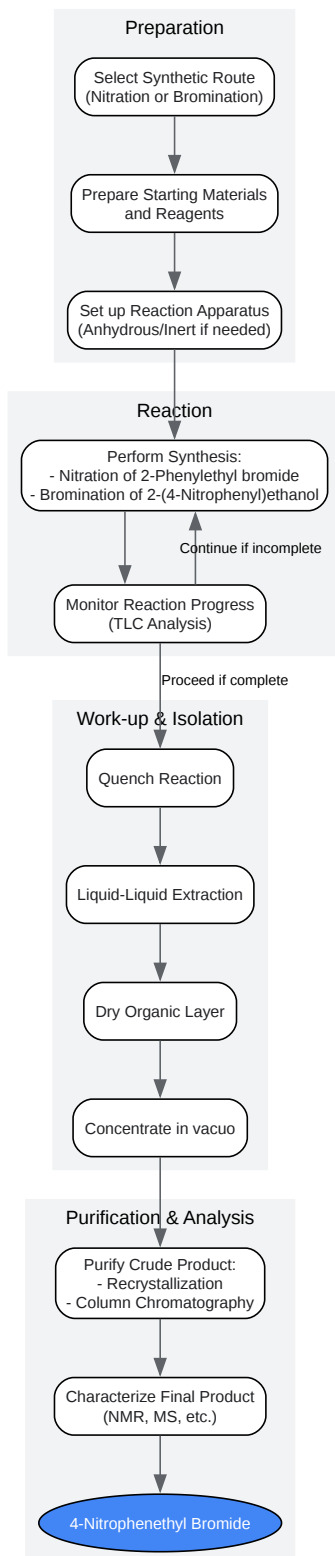 Preparation
Select Synthetic Route
(Nitration or Bromination)
Prepare Starting Materials
and Reagents
Set up Reaction Apparatus
(Anhydrous/Inert if needed)
Reaction
Perform Synthesis:
- Nitration of 2-Phenylethyl bromide
- Bromination of 2-(4-Nitrophenyl)ethanol
Continue if incomplete
Monitor Reaction Progress
(TLC Analysis)
Proceed if complete
Work-up & Isolation
Quench Reaction
Liquid-Liquid Extraction
Dry Organic Layer
Concentrate in vacuo
Purification & Analysis
Purify Crude Product:
- Recrystallization
- Column Chromatography
Characterize Final Product
(NMR, MS, etc.)
4-Nitrophenethyl Bromide